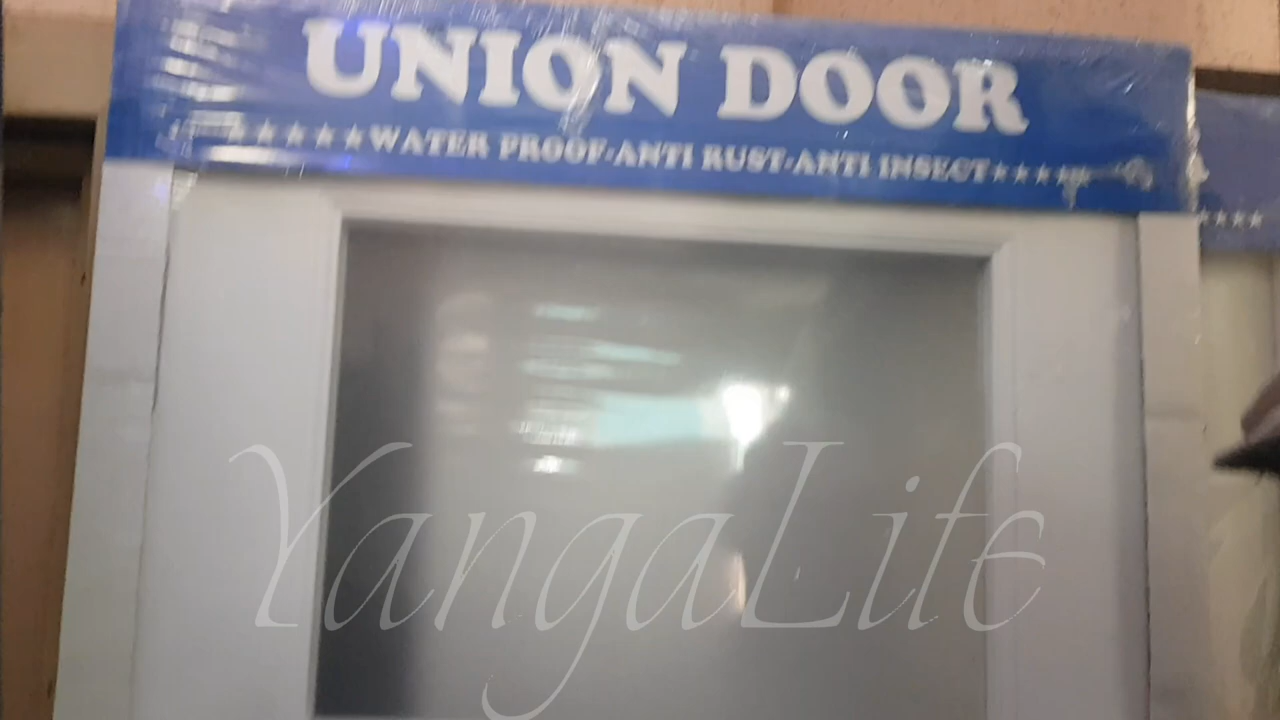 UNION DOOR
★★★★★★WATER PROOF-ANTI RUST-ANTI INSECT★★★★★
★★★★
YangaLife